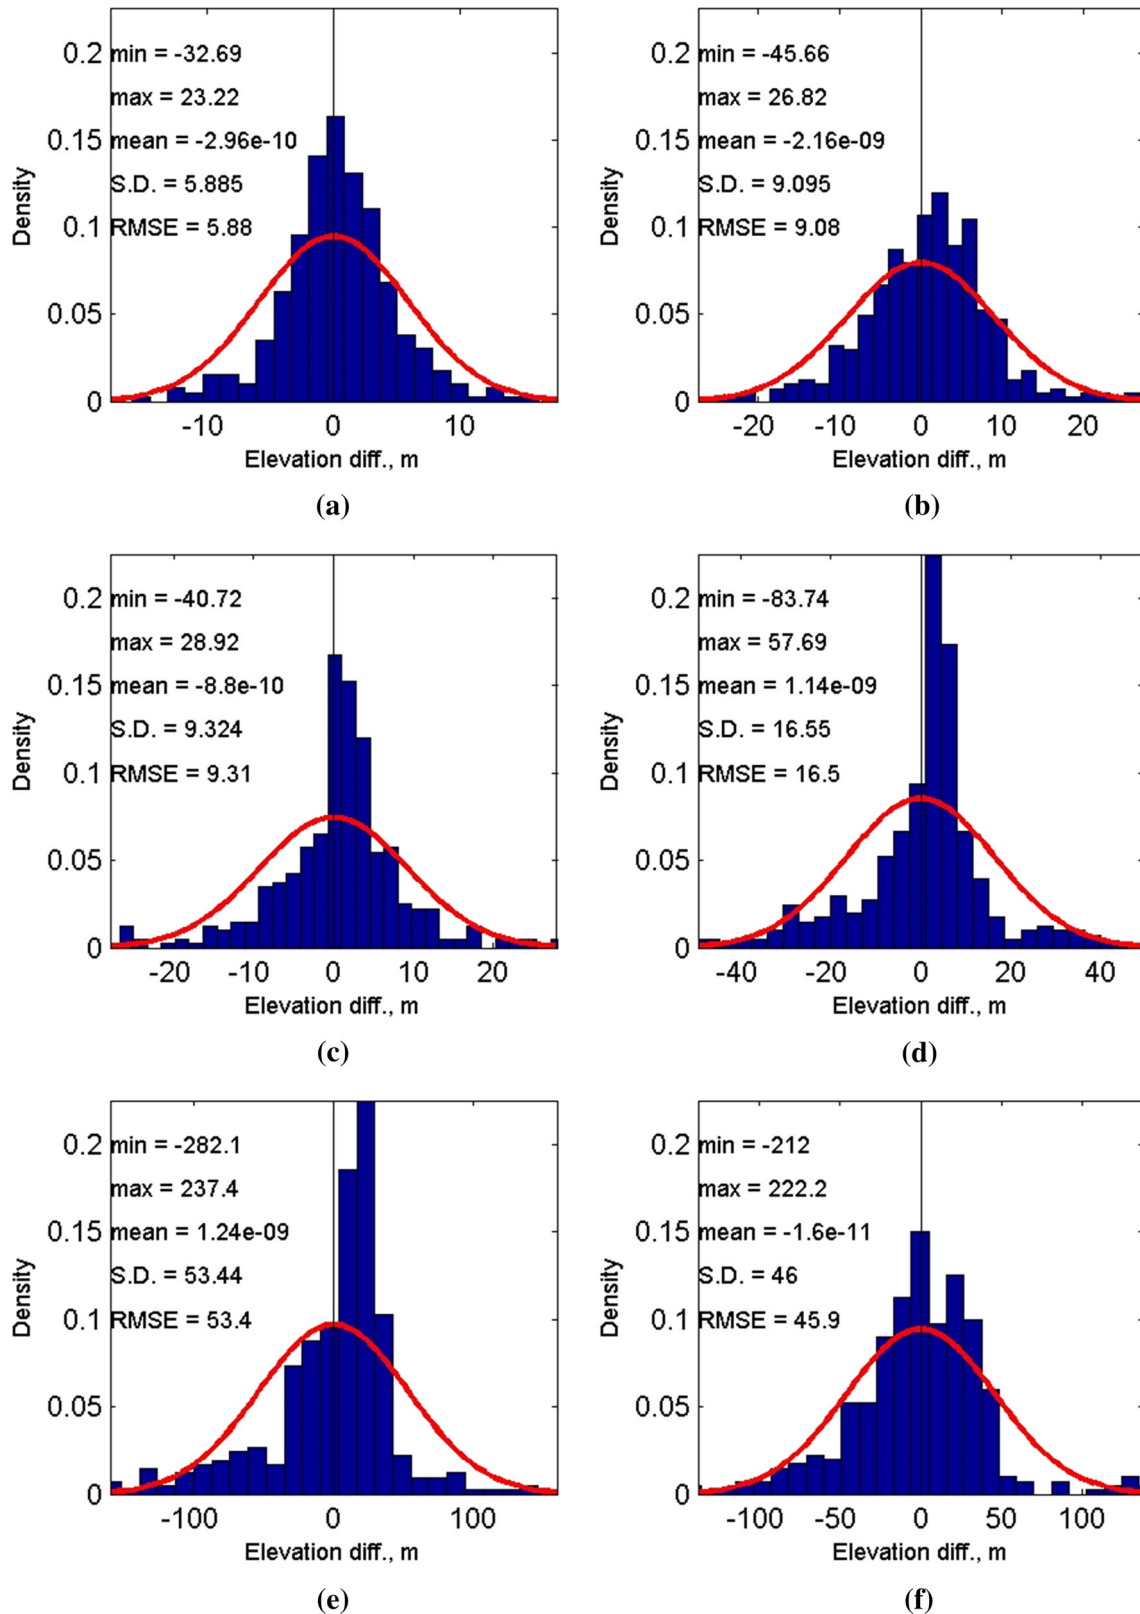 0.2
0.15
0.1
0.05
0
Density
min = -32.69
max = 23.22
mean = -2.96e-10
S.D. = 5.885
RMSE = 5.88
-10 0 10
Elevation diff., m
(a)
0.2
0.15
0.1
0.05
0
Density
min = -45.66
max = 26.82
mean = -2.16e-09
S.D. = 9.095
RMSE = 9.08
-20 -10 0 10 20
Elevation diff., m
(b)
0.2
0.15
0.1
0.05
0
Density
min = -40.72
max = 28.92
mean = -8.8e-10
S.D. = 9.324
RMSE = 9.31
-20 -10 0 10 20
Elevation diff., m
(c)
0.2
0.15
0.1
0.05
0
Density
min = -83.74
max = 57.69
mean = 1.14e-09
S.D. = 16.55
RMSE = 16.5
-40 -20 0 20 40
Elevation diff., m
(d)
0.2
0.15
0.1
0.05
0
Density
min = -282.1
max = 237.4
mean = 1.24e-09
S.D. = 53.44
RMSE = 53.4
-100 0 100
Elevation diff., m
(e)
0.2
0.15
0.1
0.05
0
Density
min = -212
max = 222.2
mean = -1.6e-11
S.D. = 46
RMSE = 45.9
-100 -50 0 50 100
Elevation diff., m
(f)